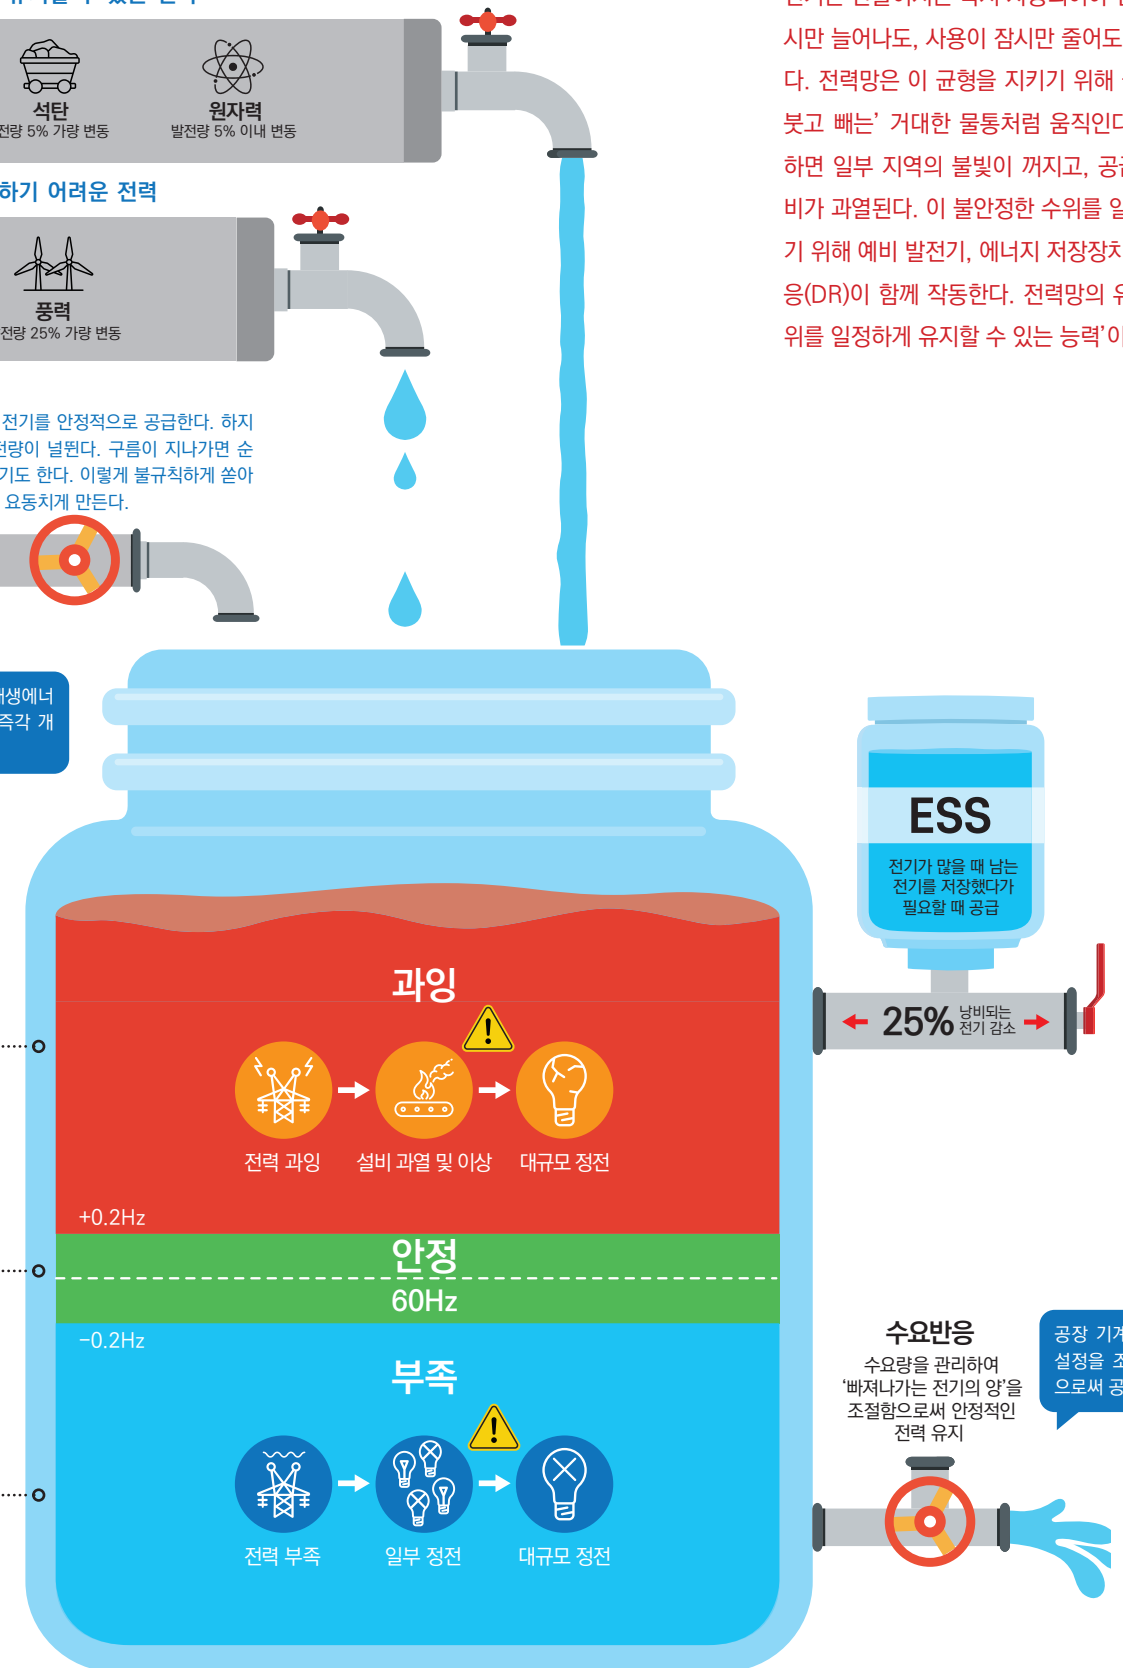 석탄
전량 5% 가량 변동
원자력
발전량 5% 이내 변동
하기 어려운 전력
풍력
전량 25% 가량 변동
전기를 안정적으로 공급한다. 하지
전량이 널뛴다. 구름이 지나가면 순
기도 한다. 이렇게 불규칙하게 쏟아
요동치게 만든다.
시만 늘어나도, 사용이 잠시만 줄어도
다. 전력망은 이 균형을 지키기 위해
붓고 빼는’ 거대한 물통처럼 움직인다
하면 일부 지역의 불빛이 꺼지고, 공급
비가 과열된다. 이 불안정한 수위를 일
기 위해 예비 발전기, 에너지 저장장치
응(DR)이 함께 작동한다. 전력망의 유
위를 일정하게 유지할 수 있는 능력’이
재생에너
즉각 개
ESS
전기가 많을 때 남는
전기를 저장했다가
필요할 때 공급
25% 낭비되는
전기 감소
과잉
전력 과잉
설비 과열 및 이상
대규모 정전
+0.2Hz
안정
60Hz
-0.2Hz
부족
전력 부족
일부 정전
대규모 정전
수요반응
수요량을 관리하여
‘빠져나가는 전기의 양’을
조절함으로써 안정적인
전력 유지
공장 기계
설정을 조
으로써 공